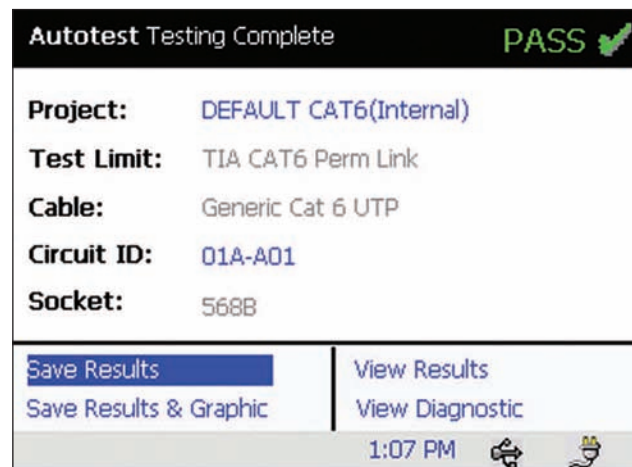 Autotest Testing Complete PASS
Project: DEFAULT CAT6(Internal)
Test Limit: TIA CAT6 Perm Link
Cable: Generic Cat 6 UTP
Circuit ID: 01A-A01
Socket: 568B
Save Results View Results
Save Results & Graphic View Diagnostic
1:07 PM